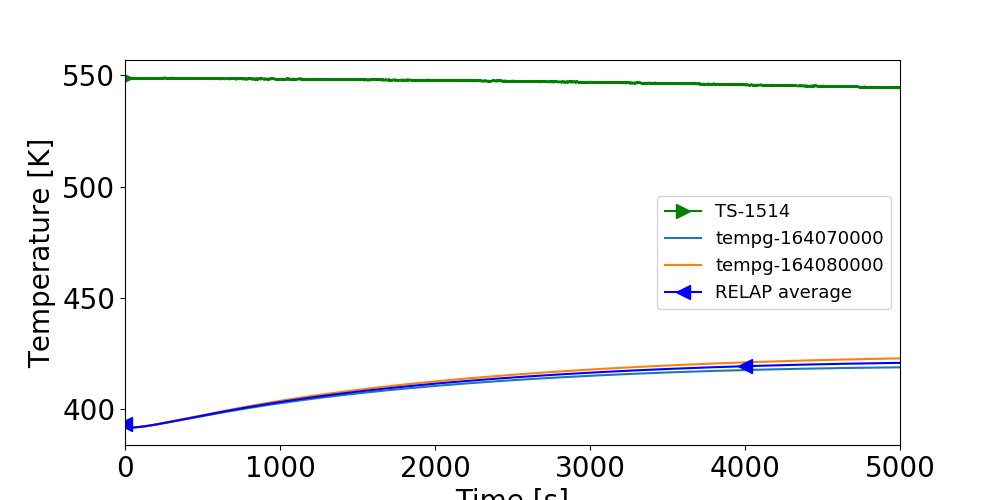 550
500
450
400
Temperature [K]
TS-1514
tempg-164070000
tempg-164080000
RELAP average
0 1000 2000 3000 4000 5000
Time [s]